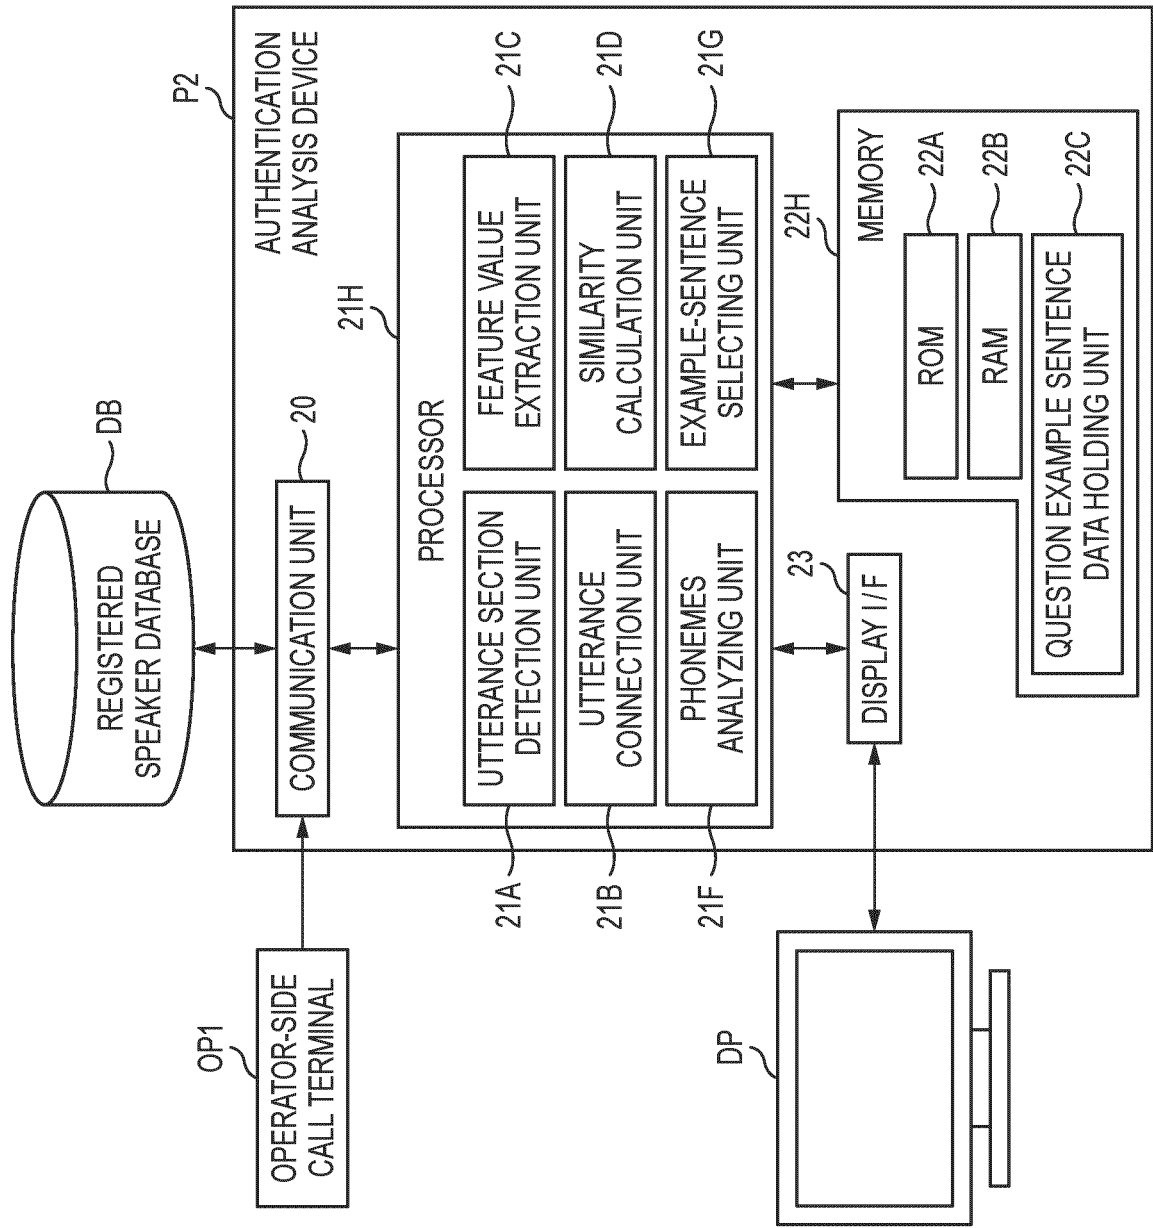 DB
REGISTERED
SPEAKER DATABASE
P2
AUTHENTICATION
ANALYSIS DEVICE
OP1
OPERATOR-SIDE
CALL TERMINAL
20
COMMUNICATION UNIT
21H
PROCESSOR
21A
UTTERANCE SECTION
DETECTION UNIT
FEATURE VALUE
EXTRACTION UNIT
21C
21B
UTTERANCE
CONNECTION UNIT
SIMILARITY
CALCULATION UNIT
21D
21F
PHONEMES
ANALYZING UNIT
EXAMPLE-SENTENCE
SELECTING UNIT
21G
DP
23
DISPLAY I/F
22H
MEMORY
ROM
22A
RAM
22B
QUESTION EXAMPLE SENTENCE
DATA HOLDING UNIT
22C